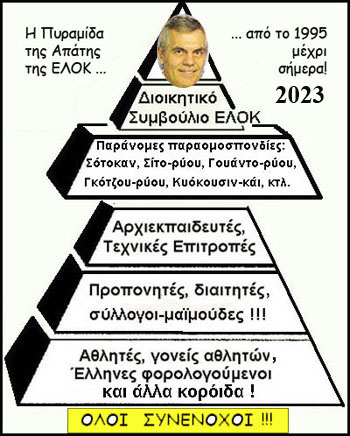 Η Πυραμίδα
της Απάτης
της ΕΛΟΚ ...
... από το 1995
μέχρι
σήμερα!
2023
Διοικητικό
Συμβούλιο ΕΛΟΚ
Παράνομες παραομοσπονδίες:
Σότοκαν, Σίτο-ρύου, Γουάντο-ρύου,
Γκότζου-ρύου, Κυόκουσιν-κάι, κτλ.
Αρχιεκπαιδευτές,
Τεχνικές Επιτροπές
Προπονητές, διαιτητές,
σύλλογοι-μαϊμούδες !!!
Αθλητές, γονείς αθλητών,
Έλληνες φορολογούμενοι
και άλλα κορόιδα !
ΟΛΟΙ ΣΥΝΕΝΟΧΟΙ !!!